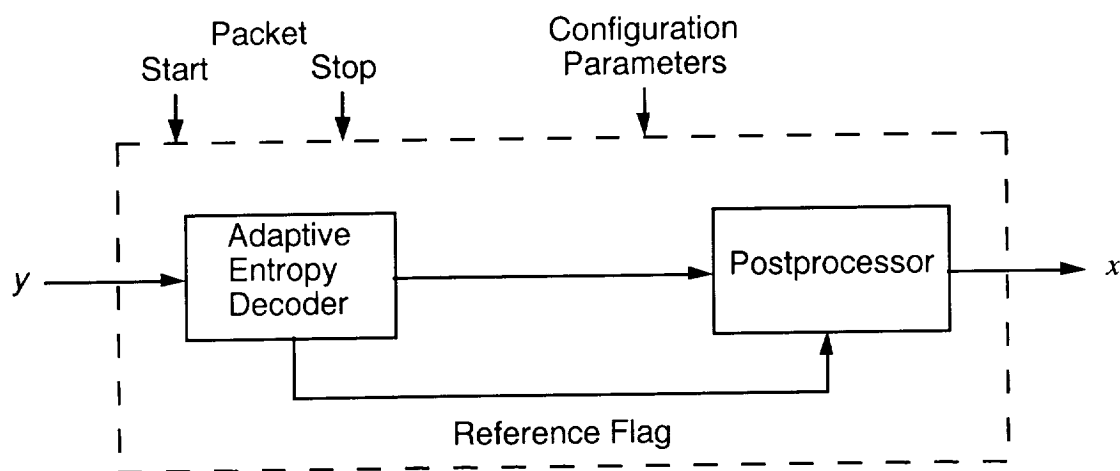 Packet
Start
Stop
Configuration
Parameters
Adaptive
Entropy
Decoder
Postprocessor
y
x
Reference Flag